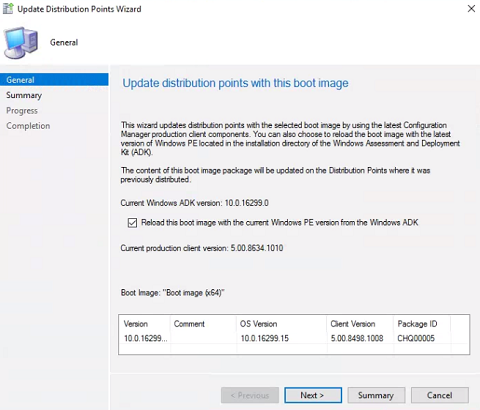 Update Distribution Points Wizard
General
General
Summary
Progress
Completion
Update distribution points with this boot image
This wizard updates distribution points with the selected boot image by using the latest Configuration
Manager production client components. You can also choose to reload the boot image with the latest
version of Windows PE located in the installation directory of the Windows Assessment and Deployment
Kit (ADK).
The content of this boot image package will be updated on the Distribution Points where it was
previously distributed.
Current Windows ADK version: 10.0.16299.0
Reload this boot image with the current Windows PE version from the Windows ADK
Current production client version: 5.00.8634.1010
Boot Image: "Boot image (x64)"
Version Comment OS Version Client Version Package ID
10.0.16299... 10.0.16299.15 5.00.8498.1008 CHQ00005
< Previous Next > Summary Cancel